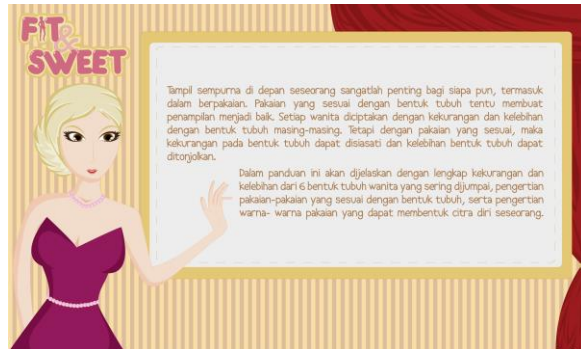 FIT
&
SWEET
Tampil sempurna di depan seseorang sangatlah penting bagi siapa pun, termasuk
dalam berpakaian. Pakaian yang sesuai dengan bentuk tubuh tentu membuat
penampilan menjadi baik. Setiap wanita diciptakan dengan kekurangan dan kelebihan
dengan bentuk tubuh masing-masing. Tetapi dengan pakaian yang sesuai, maka
kekurangan pada bentuk tubuh dapat disiasati dan kelebihan bentuk tubuh dapat
ditonjolkan.
Dalam panduan ini akan dijelaskan dengan lengkap kekurangan dan
kelebihan dari 6 bentuk tubuh wanita yang sering dijumpai, pengertian
pakaian-pakaian yang sesuai dengan bentuk tubuh, serta pengertian
warna- warna pakaian yang dapat membentuk citra diri seseorang.